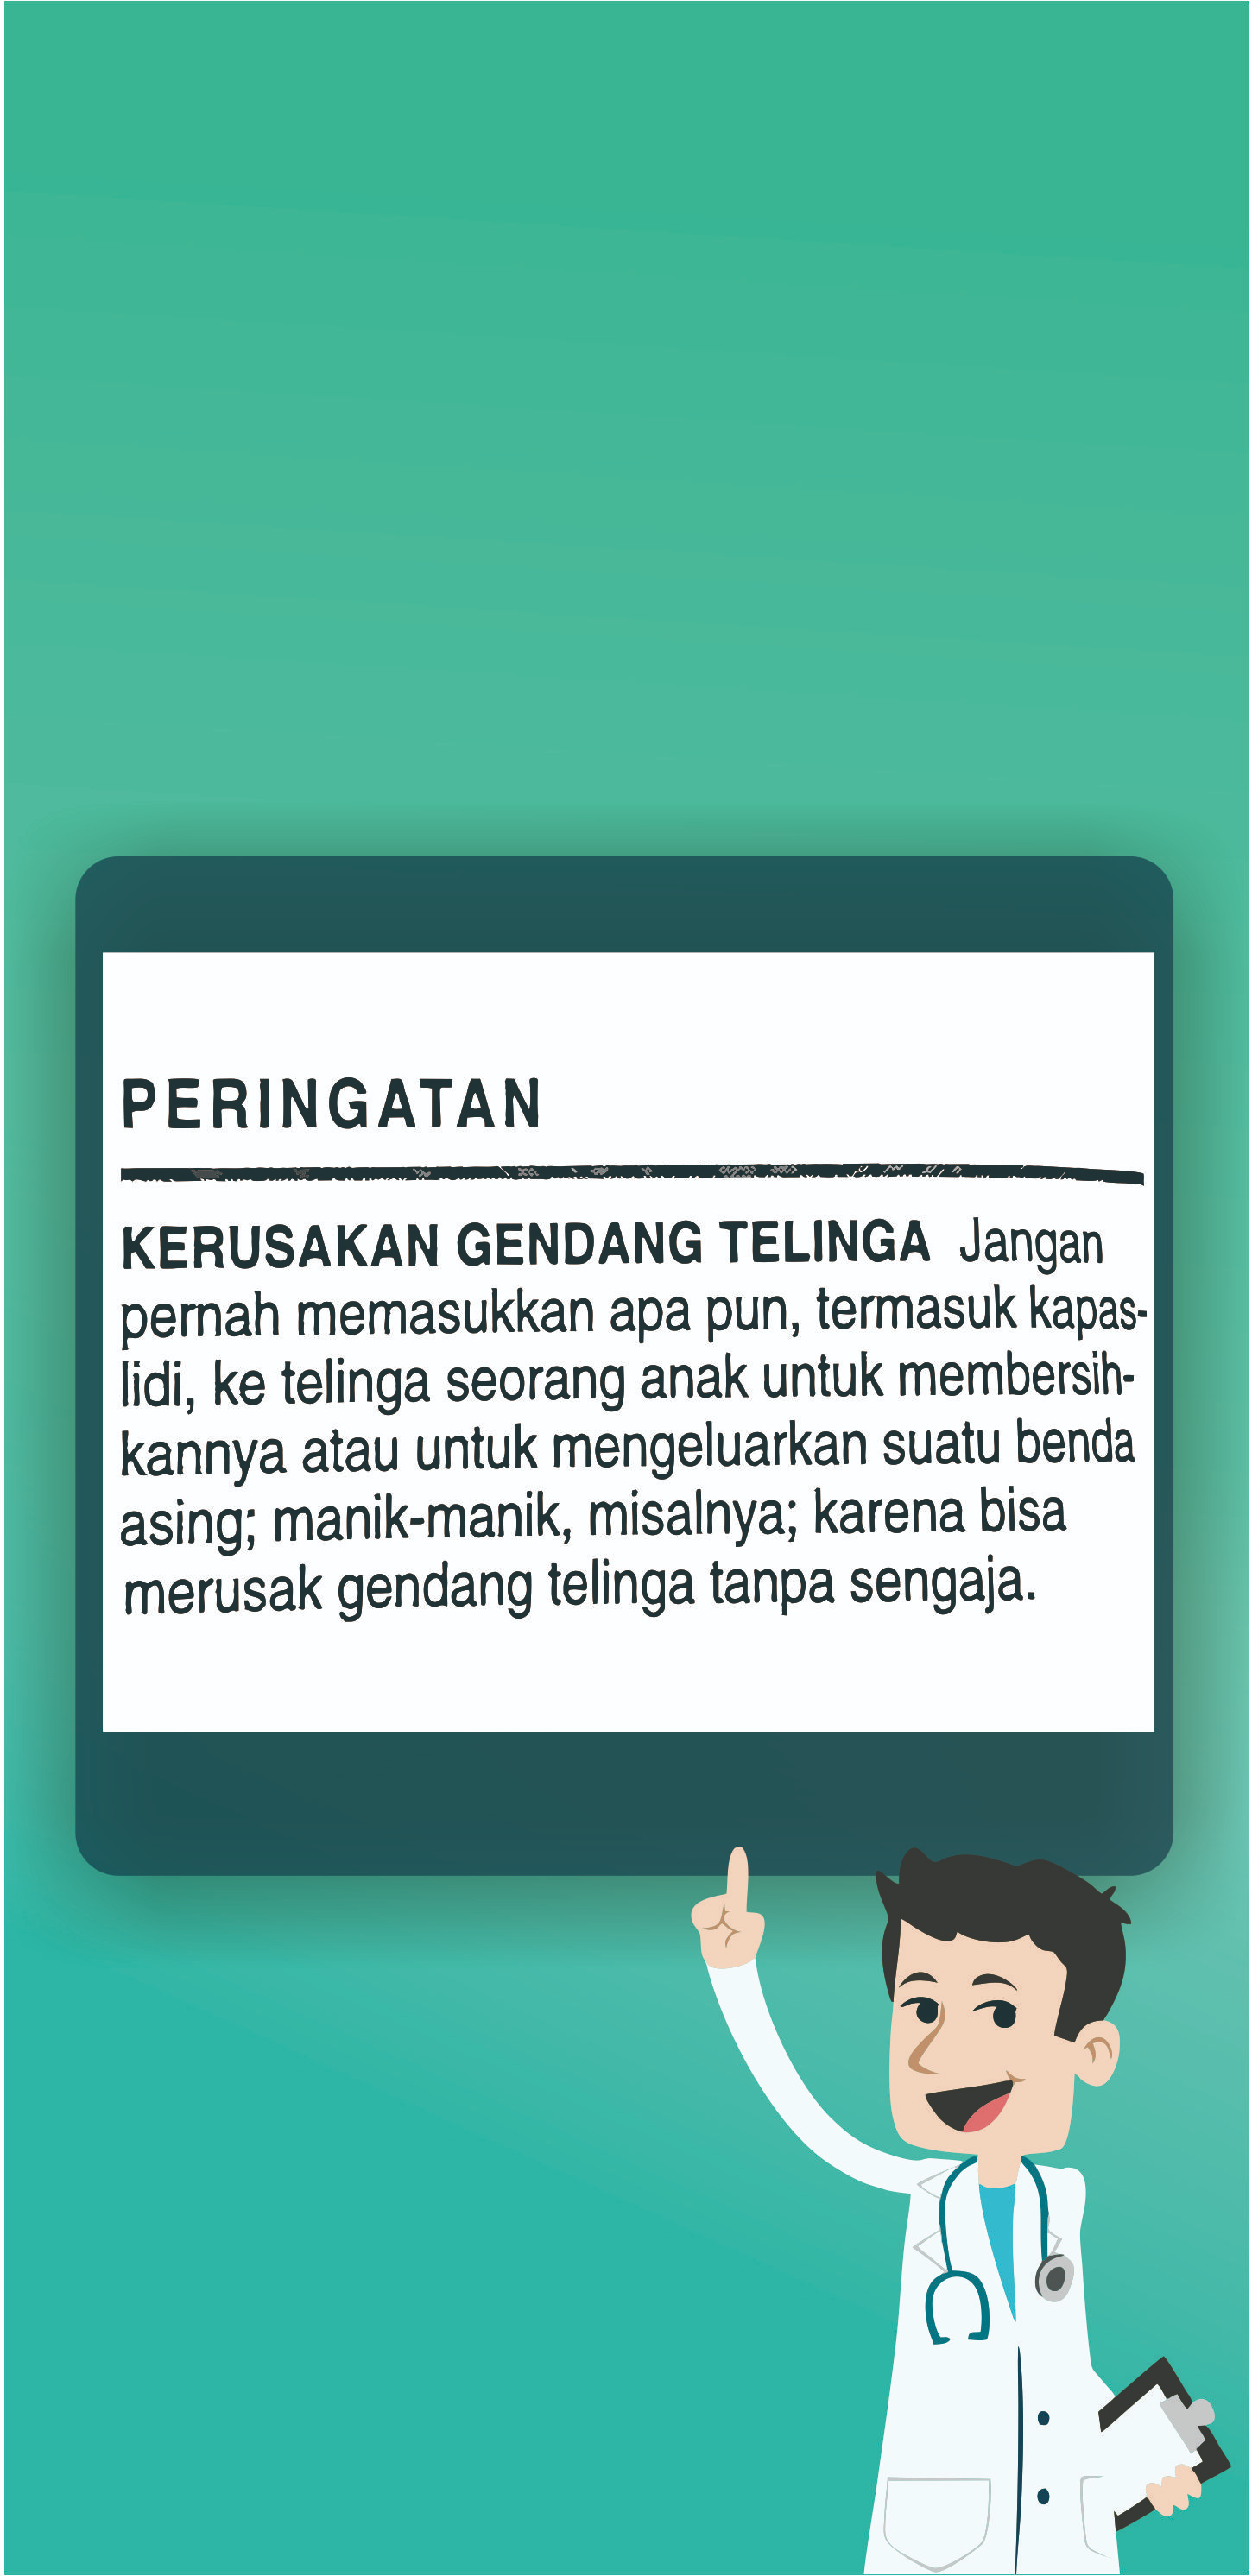 PERINGATAN
KERUSAKAN GENDANG TELINGA Jangan
pernah memasukkan apa pun, termasuk kapas-
lidi, ke telinga seorang anak untuk membersih-
kannya atau untuk mengeluarkan suatu benda
asing; manik-manik, misalnya; karena bisa
merusak gendang telinga tanpa sengaja.